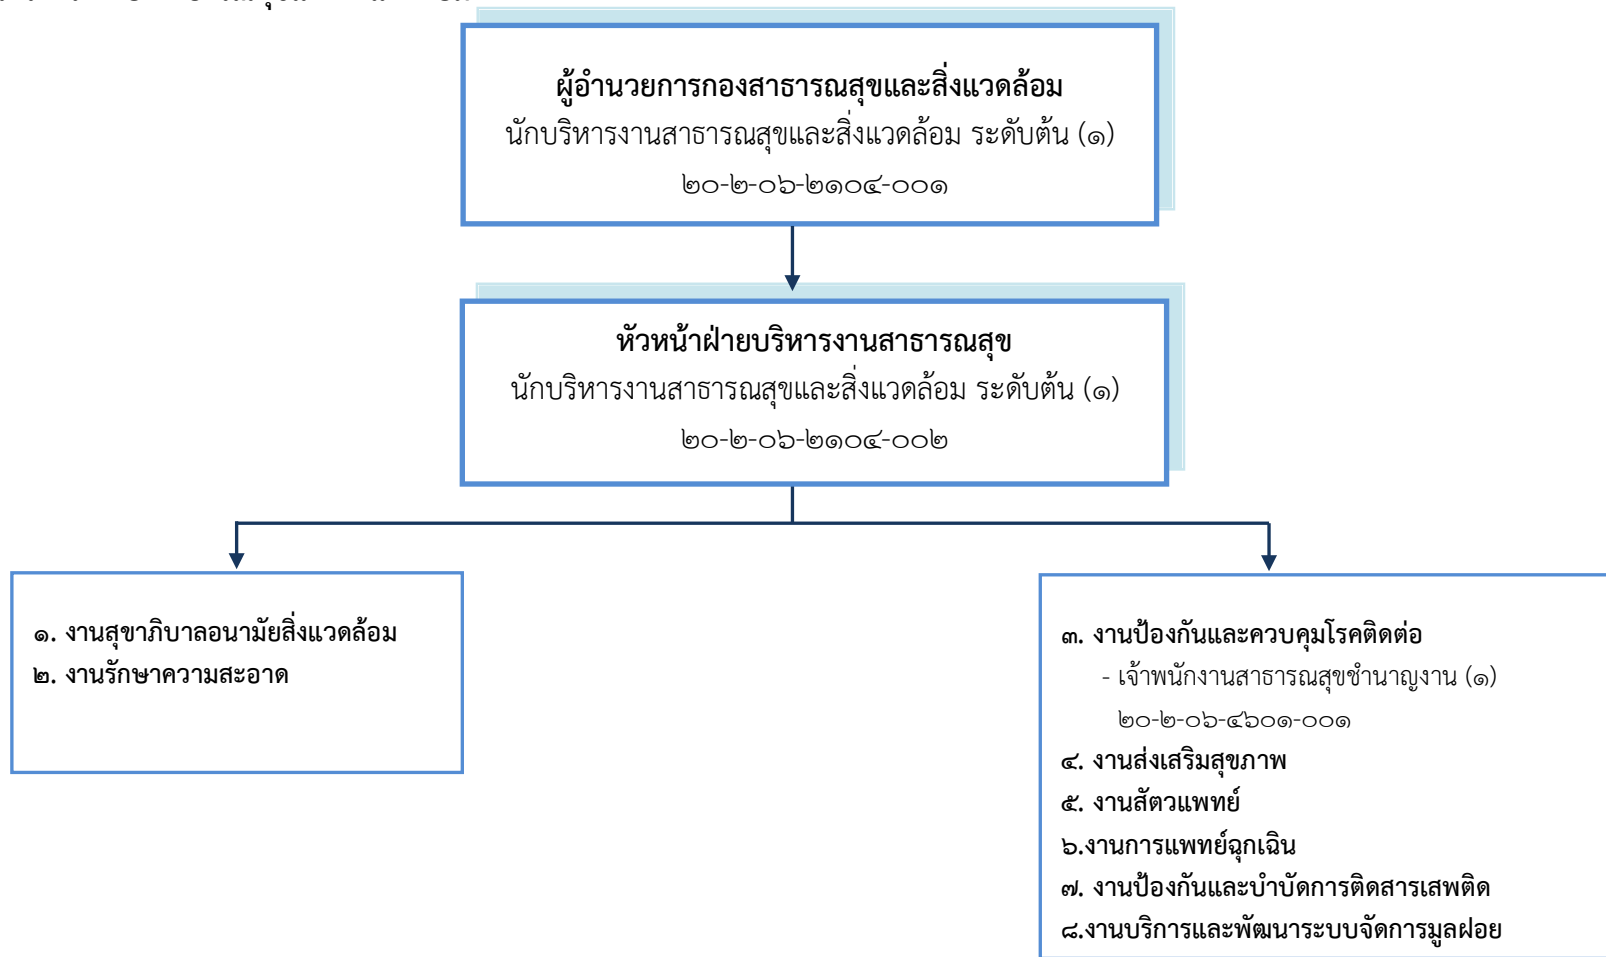 ผู้อำนวยการกองสาธารณสุขและสิ่งแวดล้อม
นักบริหารงานสาธารณสุขและสิ่งแวดล้อม ระดับต้น (๑)
๒๐-๒-๐๖-๒๑๐๔-๐๐๑
หัวหน้าฝ่ายบริหารงานสาธารณสุข
นักบริหารงานสาธารณสุขและสิ่งแวดล้อม ระดับต้น (๑)
๒๐-๒-๐๖-๒๑๐๔-๐๐๒
๑. งานสุขาภิบาลอนามัยสิ่งแวดล้อม
๒. งานรักษาความสะอาด
๓. งานป้องกันและควบคุมโรคติดต่อ
- เจ้าพนักงานสาธารณสุขชำนาญงาน (๑)
๒๐-๒-๐๖-๔๖๐๑-๐๐๑
๔. งานส่งเสริมสุขภาพ
๕. งานสัตวแพทย์
๖.งานการแพทย์ฉุกเฉิน
๗. งานป้องกันและบำบัดการติดสารเสพติด
๘.งานบริการและพัฒนาระบบจัดการมูลฝอย